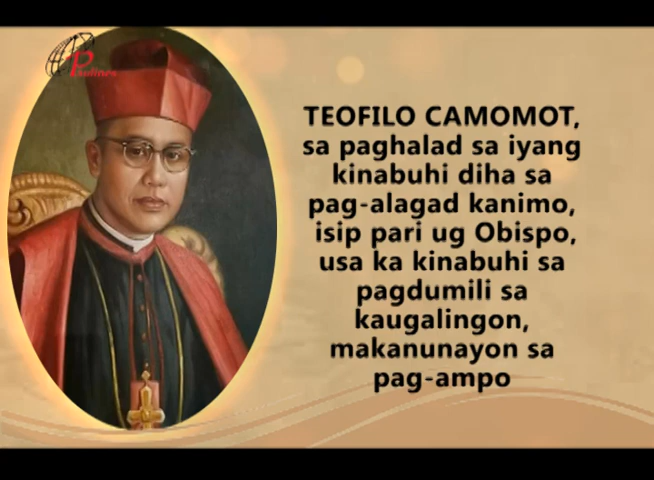 Paulines
TEOFILO CAMOMOT,
sa paghalad sa iyang
kinabuhi diha sa
pag-alagad kanimo,
isip pari ug Obispo,
usa ka kinabuhi sa
pagdumili sa
kaugalingon,
makanunayon sa
pag-ampo